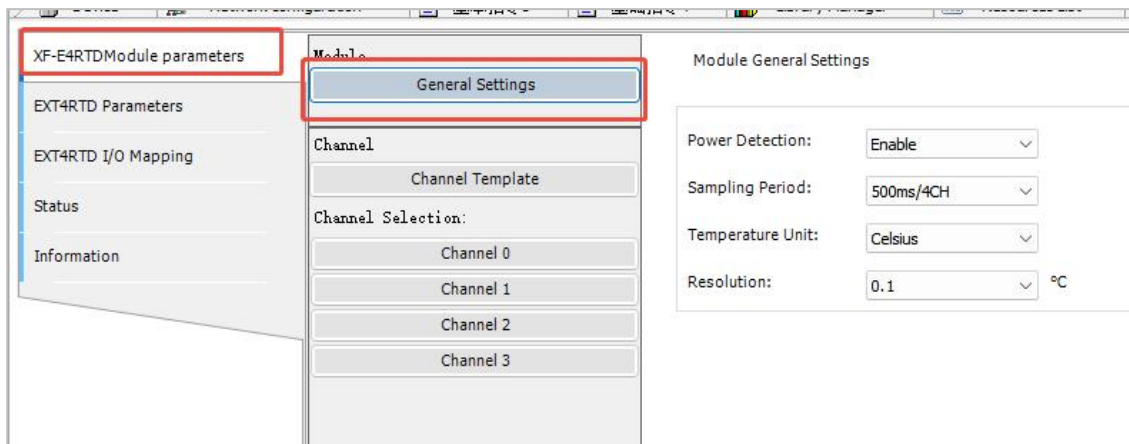 XF-E4RTDModule parameters
EXT4RTD Parameters
EXT4RTD I/O Mapping
Status
Information
Module
General Settings
Channel
Channel Template
Channel Selection:
Channel 0
Channel 1
Channel 2
Channel 3
Module General Settings
Power Detection: Enable
Sampling Period: 500ms/4CH
Temperature Unit: Celsius
Resolution: 0.1 °C